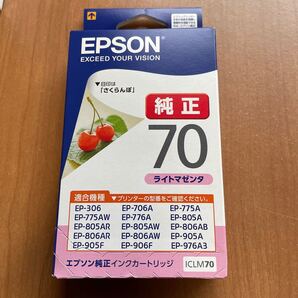 EPSON
EXCEED YOUR VISION
▼目印は
「さくらんぼ」
純正
70
ライトマゼンタ
適合機種 ▼プリンターの型番をご確認ください。
EP-306 EP-706A EP-775A
EP-775AW EP-776A EP-805A
EP-805AR EP-805AW EP-806AB
EP-806AR EP-806AW EP-905A
EP-905F EP-906F EP-976A3
エプソン純正インクカートリッジ ICLM70